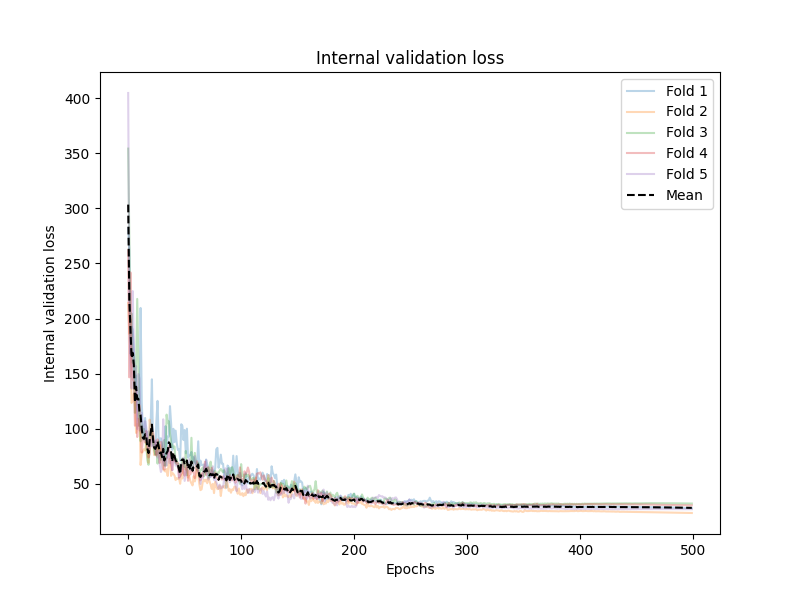 Internal validation loss
Internal validation loss
400
350
300
250
200
150
100
50
0
100
200
300
400
500
Epochs
Fold 1
Fold 2
Fold 3
Fold 4
Fold 5
Mean